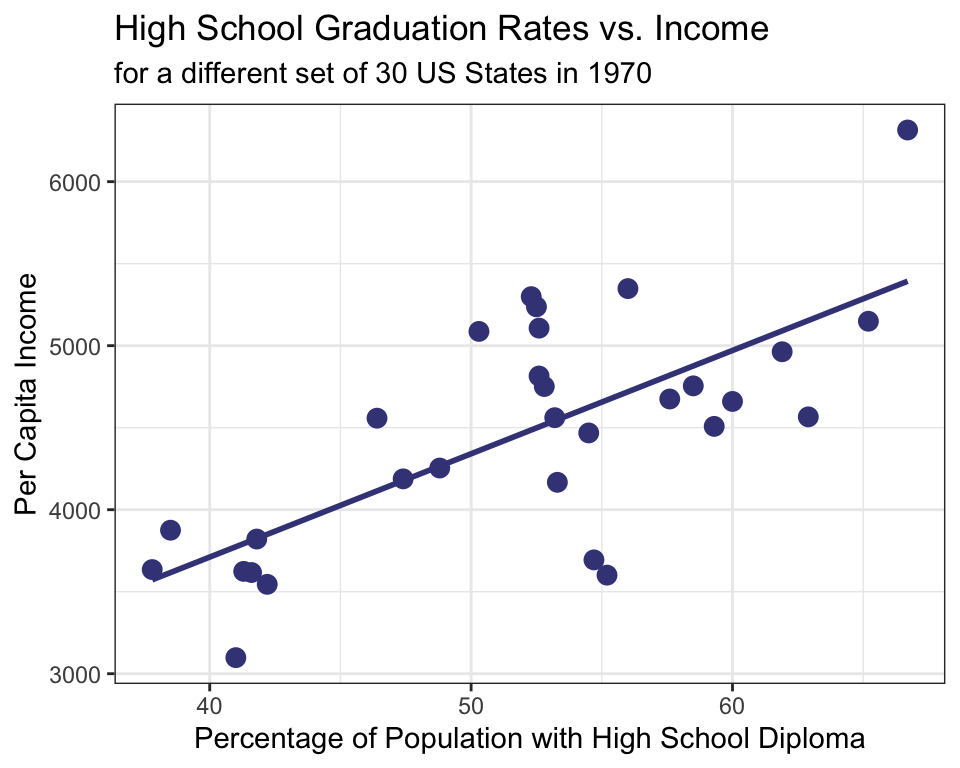 High School Graduation Rates vs. Income
for a different set of 30 US States in 1970
Per Capita Income
6000
5000
4000
3000
40 50 60
Percentage of Population with High School Diploma